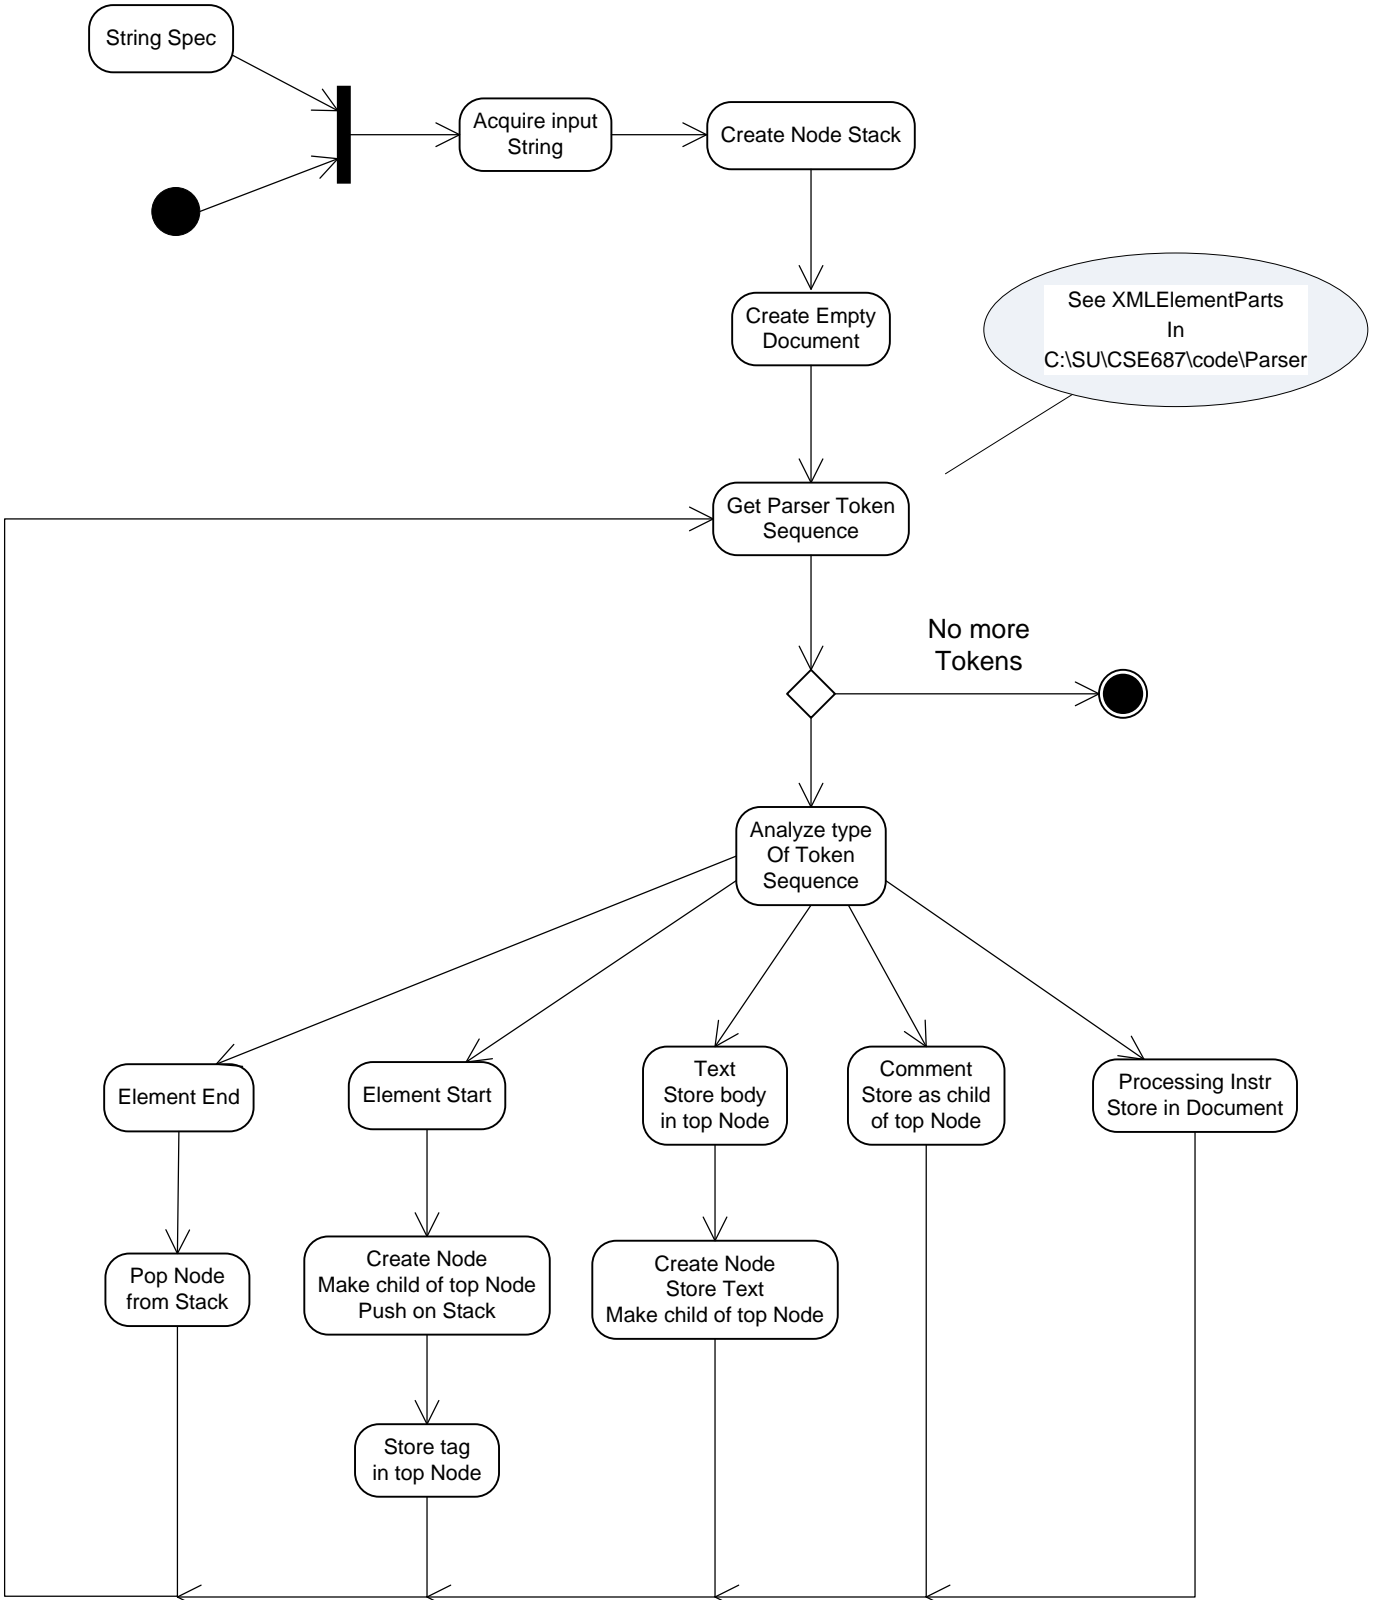 String Spec
Acquire input
String
Create Node Stack
Create Empty
Document
See XMLElementParts
In
C:\SU\CSE687\code\Parser
Get Parser Token
Sequence
No more
Tokens
Analyze type
Of Token
Sequence
Element End
Element Start
Text
Store body
in top Node
Comment
Store as child
of top Node
Processing Instr
Store in Document
Pop Node
from Stack
Create Node
Make child of top Node
Push on Stack
Create Node
Store Text
Make child of top Node
Store tag
in top Node